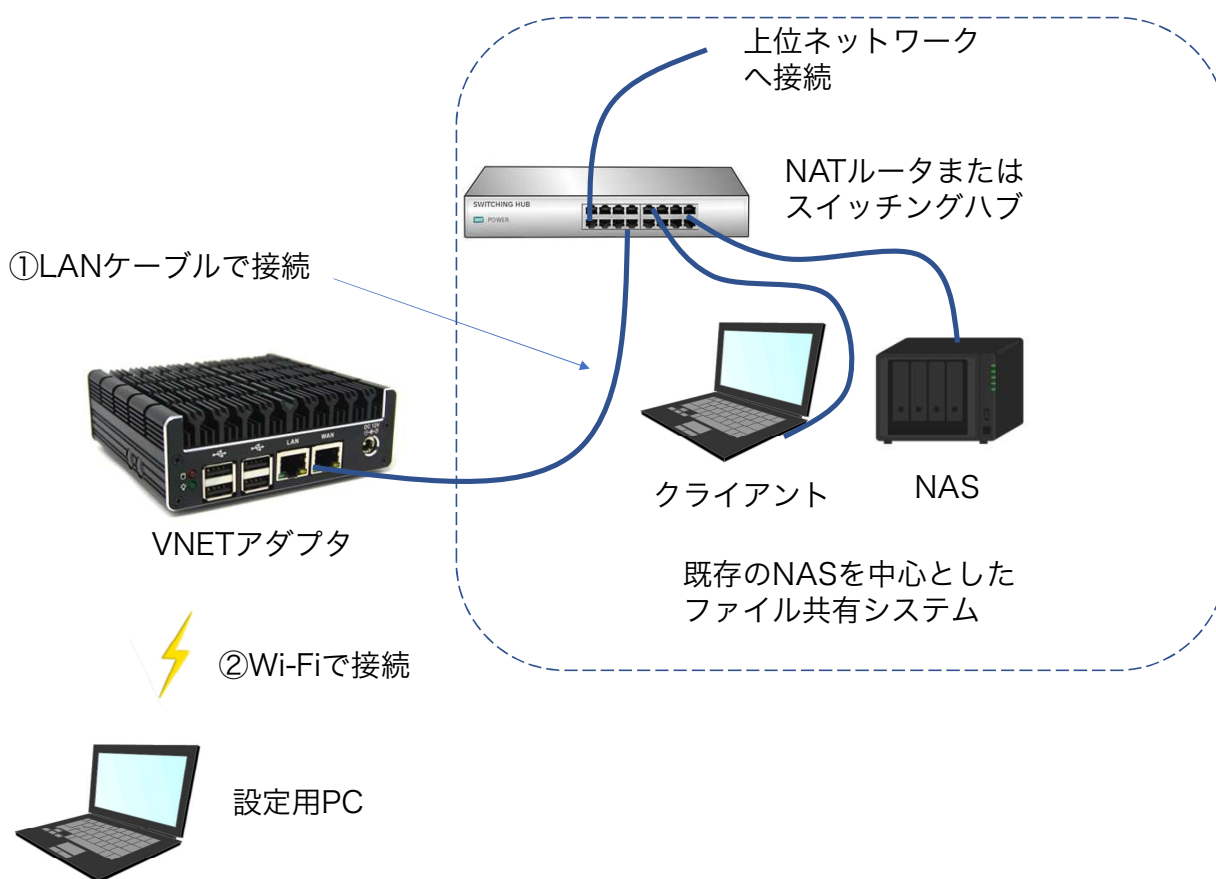 上位ネットワーク
へ接続
NATルータまたは
スイッチングハブ
SWITCHING HUB
POWER
①LANケーブルで接続
LAN
WAN
DC 12V
クライアント
NAS
VNETアダプタ
既存のNASを中心とした
ファイル共有システム
②Wi-Fiで接続
設定用PC